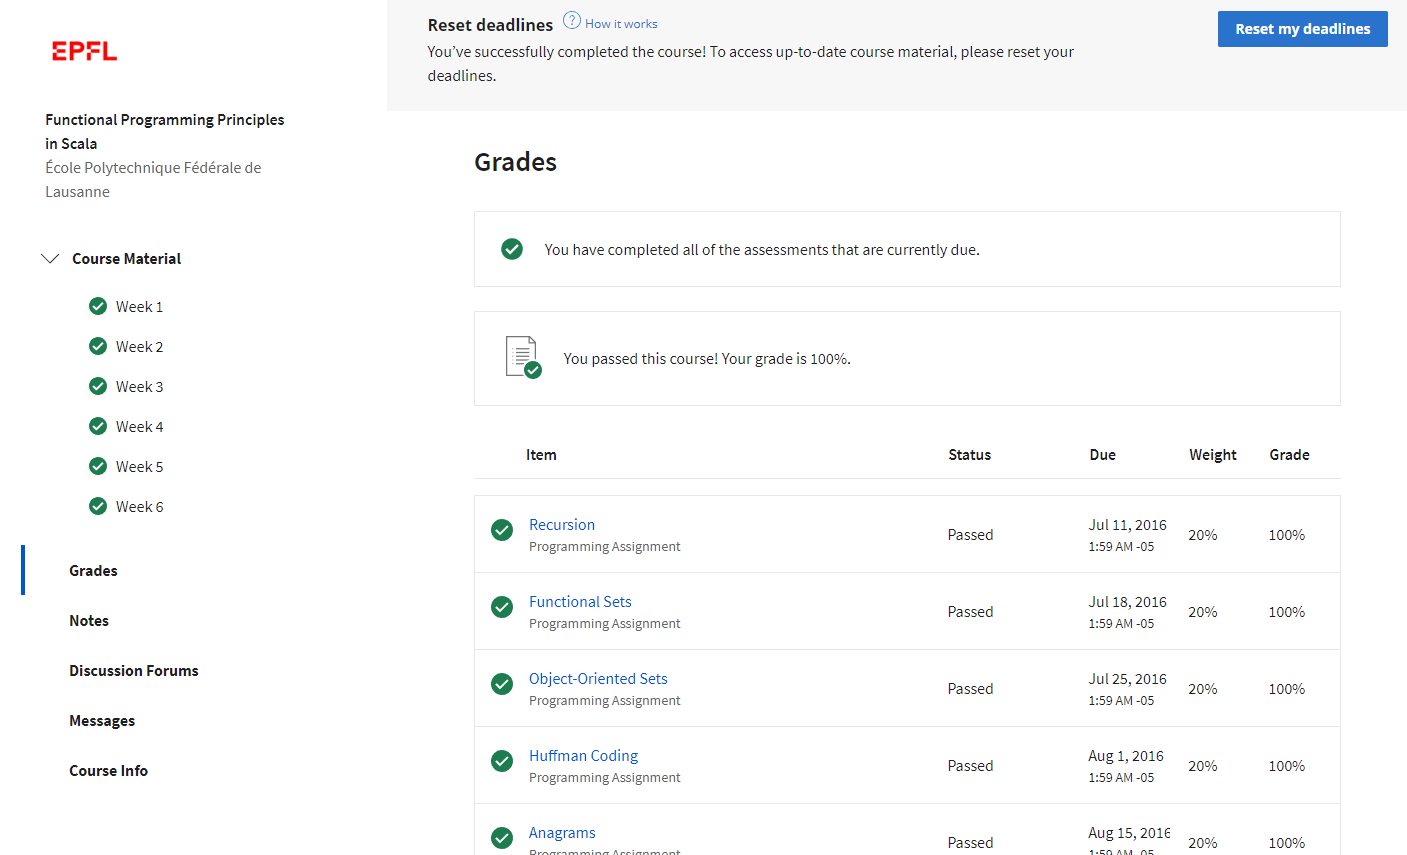 EPFL
Functional Programming Principles
in Scala
École Polytechnique Fédérale de
Lausanne
Course Material
Week 1
Week 2
Week 3
Week 4
Week 5
Week 6
Grades
Notes
Discussion Forums
Messages
Course Info
Reset deadlines ? How it works
You’ve successfully completed the course! To access up-to-date course material, please reset your
deadlines.
Reset my deadlines
Grades
You have completed all of the assessments that are currently due.
You passed this course! Your grade is 100%.
Item Status Due Weight Grade
Recursion
Programming Assignment
Passed
Jul 11, 2016
1:59 AM -05
20%
100%
Functional Sets
Programming Assignment
Passed
Jul 18, 2016
1:59 AM -05
20%
100%
Object-Oriented Sets
Programming Assignment
Passed
Jul 25, 2016
1:59 AM -05
20%
100%
Huffman Coding
Programming Assignment
Passed
Aug 1, 2016
1:59 AM -05
20%
100%
Anagrams
Programming Assignment
Passed
Aug 15, 2016
1:59 AM -05
20%
100%